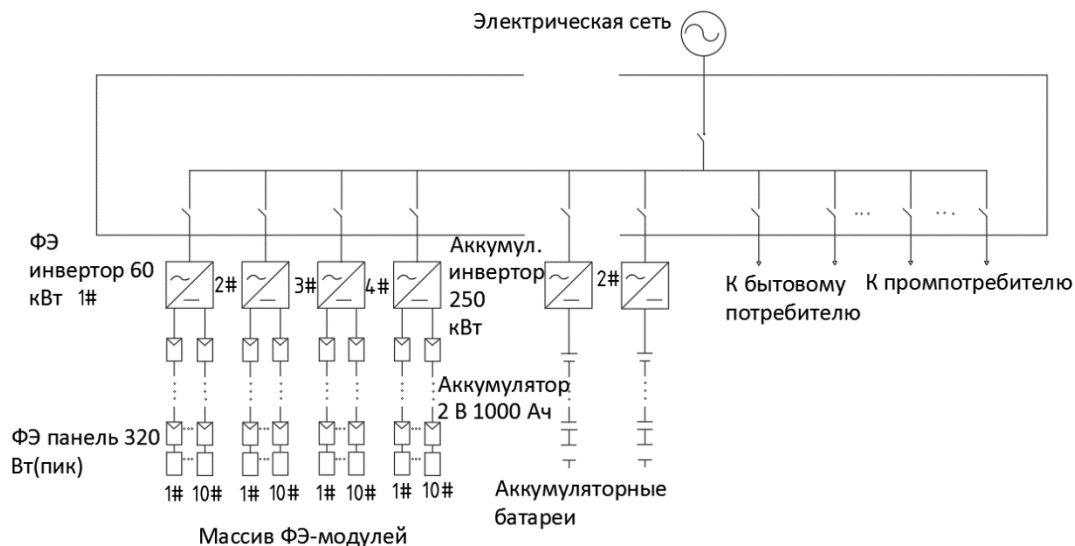 Электрическая сеть
ФЭ
инвертор 60
кВт 1#
2#
3#
4#
Аккумул.
инвертор
250
кВт
2#
...
...
К бытовому
потребителю
К промпотребителю
Аккумулятор
2 В 1000 Ач
ФЭ панель 320
Вт(пик)
1# 10# 1# 10# 1# 10# 1# 10#
Аккумуляторные
батареи
Массив ФЭ-модулей